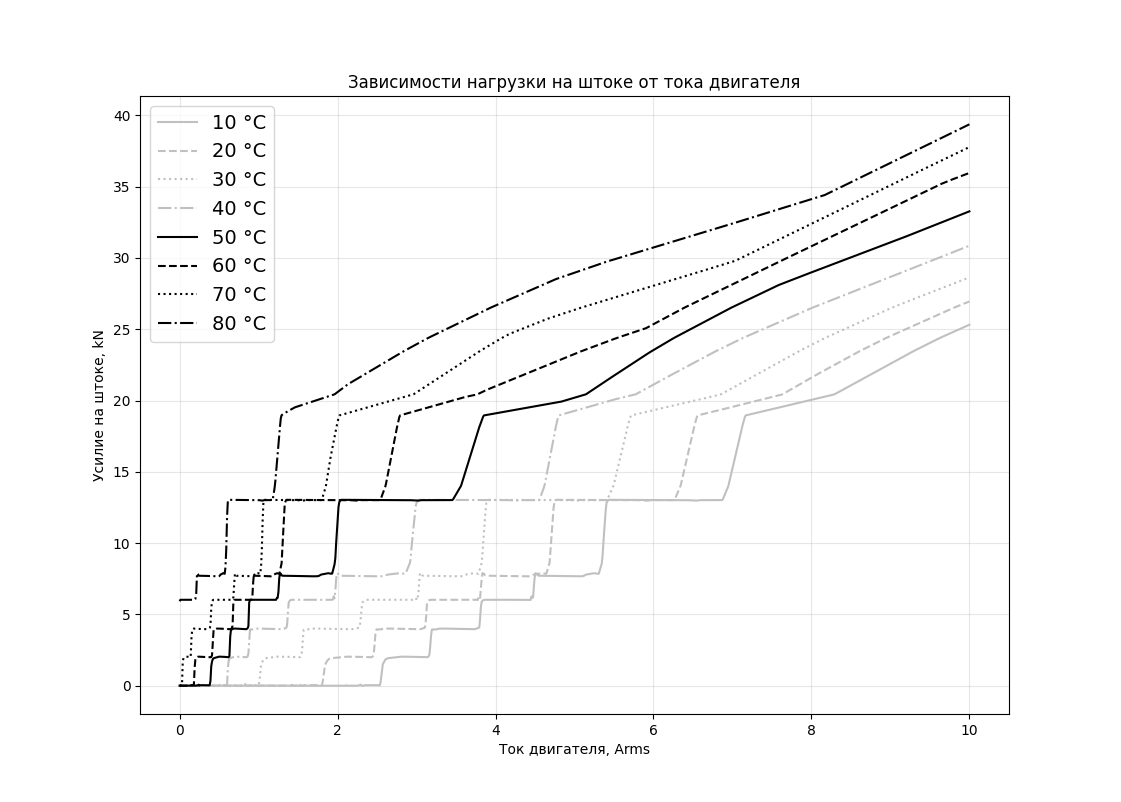 Зависимости нагрузки на штоке от тока двигателя
40
35
30
25
20
15
10
5
0
Усилие на штоке, kN
10 °C
20 °C
30 °C
40 °C
50 °C
60 °C
70 °C
80 °C
0 2 4 6 8 10
Ток двигателя, Arms